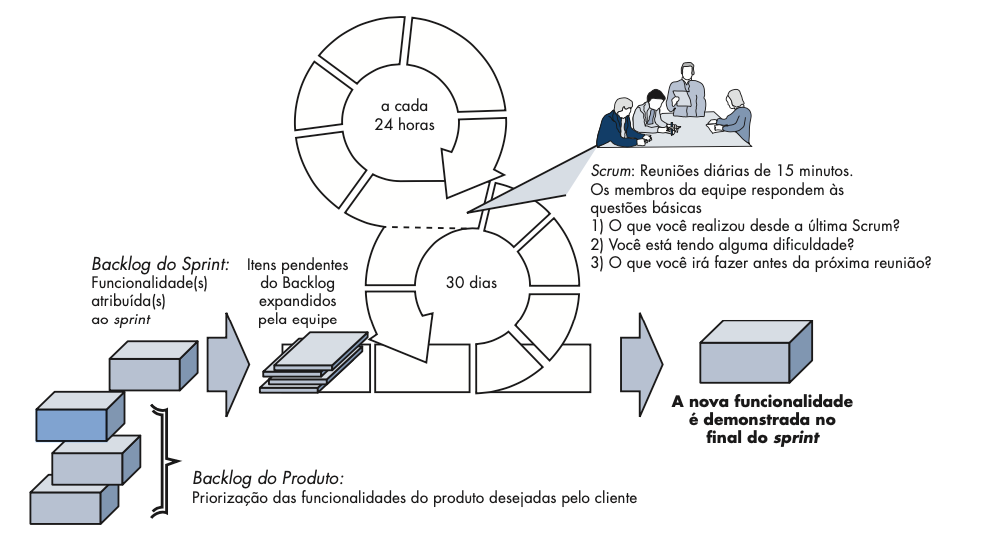 a cada
24 horas
Scrum: Reuniões diárias de 15 minutos.
Os membros da equipe respondem às
questões básicas
1) O que você realizou desde a última Scrum?
2) Você está tendo alguma dificuldade?
3) O que você irá fazer antes da próxima reunião?
Backlog do Sprint:
Funcionalidade(s)
atribuída(s)
ao sprint
Itens pendentes
do Backlog
expandidos
pela equipe
30 dias
A nova funcionalidade
é demonstrada no
final do sprint
Backlog do Produto:
Priorização das funcionalidades do produto desejadas pelo cliente